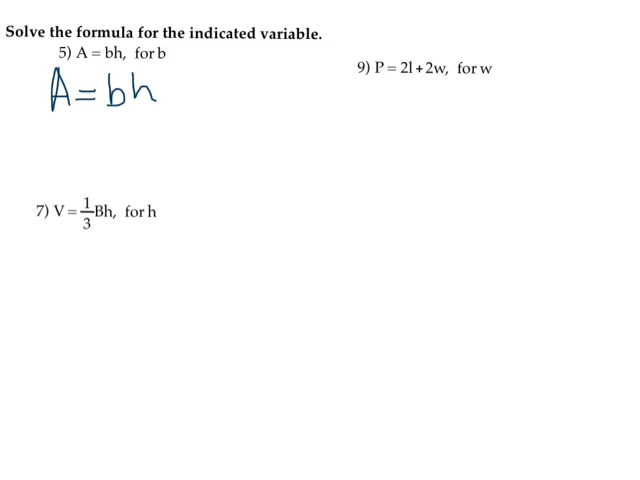 Solve the formula for the indicated variable.
5) A = bh, for b
A = bh
9) P = 2l + 2w, for w
7) V = 1/3 Bh, for h